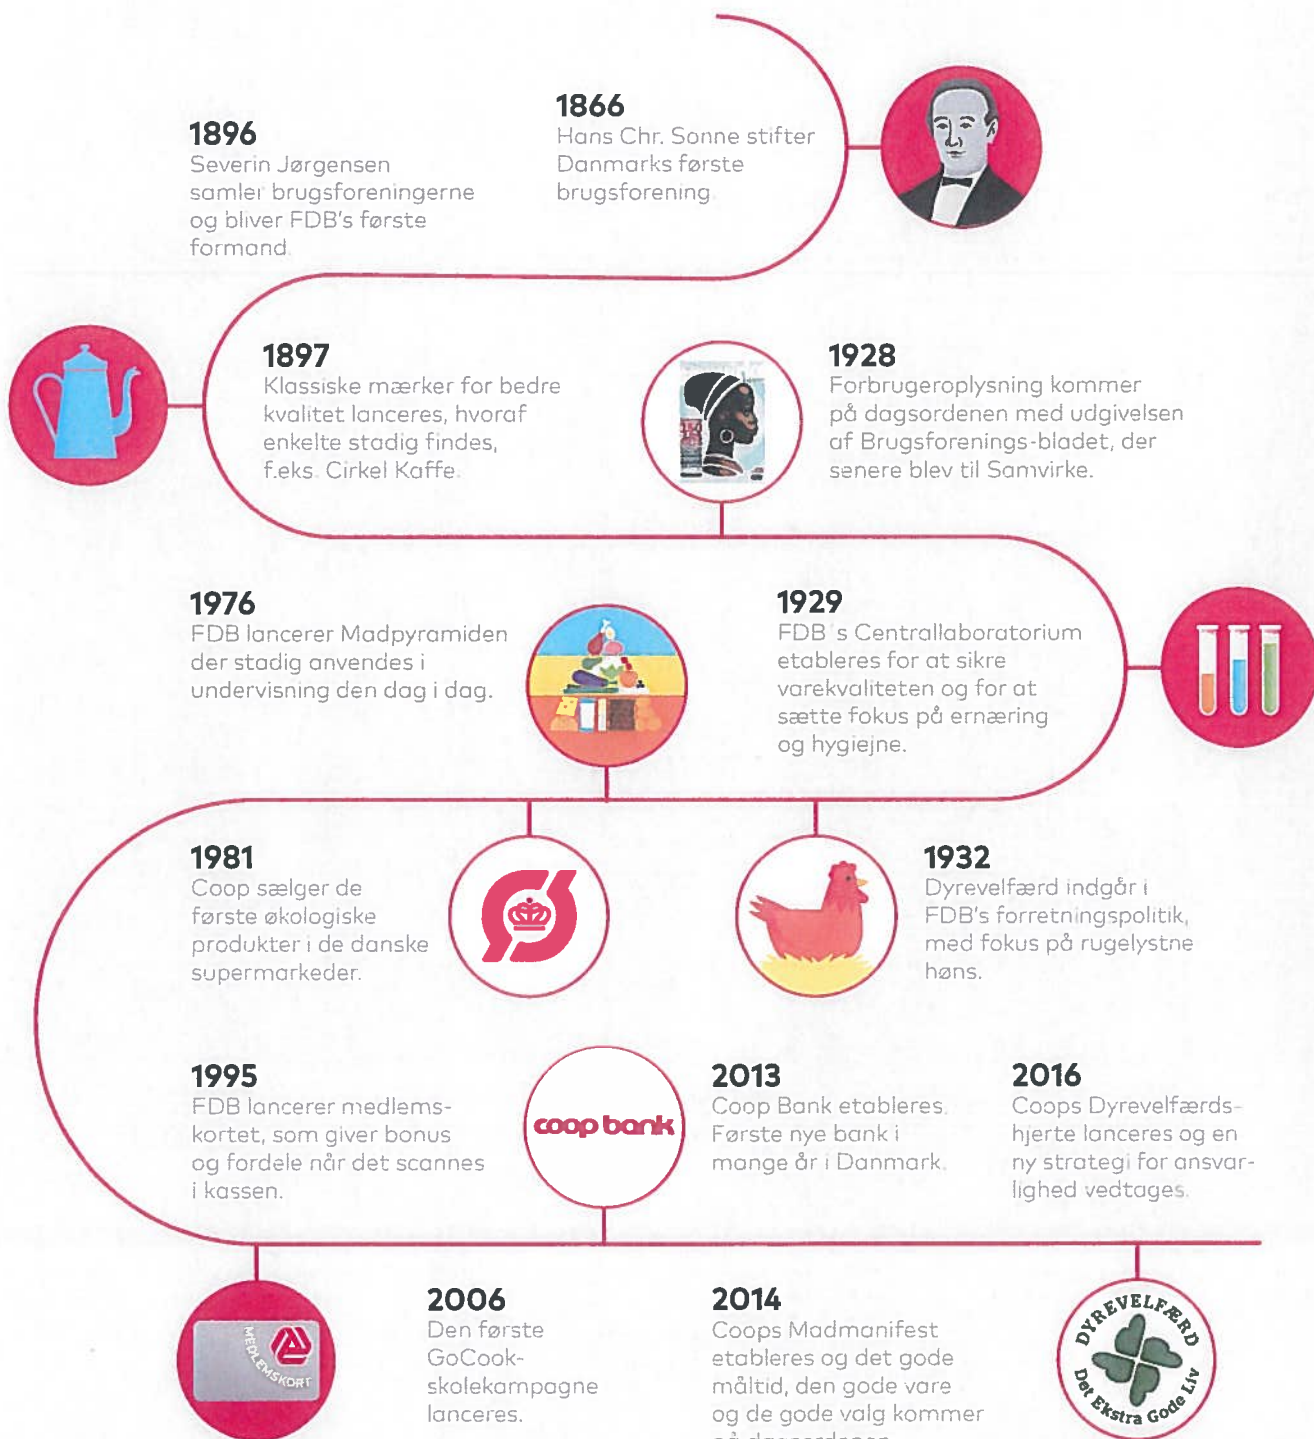 1866
Hans Chr. Sonne stifter
Danmarks første
brugsforening.
1896
Severin Jørgensen
samler brugsforeningerne
og bliver FDB's første
formand.
1897
Klassiske mærker for bedre
kvalitet lanceres, hvoraf
enkelte stadig findes,
f.eks. Cirkel Kaffe.
1928
Forbrugeroplysning kommer
på dagsordenen med udgivelsen
af Brugsforenings-bladet, der
senere blev til Samvirke.
1929
FDB's Centrallaboratorium
etableres for at sikre
varekvaliteten og for at
sætte fokus på ernæring
og hygiejne.
1932
Dyrevelfærd indgår i
FDB's forretningspolitik,
med fokus på rugelystne
høns.
1976
FDB lancerer Madpyramiden
der stadig anvendes i
undervisning den dag i dag.
1981
Coop sælger de
første økologiske
produkter i de danske
supermarkeder.
1995
FDB lancerer medlems-
kortet, som giver bonus
og fordele når det scannes
i kassen.
MEDLEMSKORT
2006
Den første
GoCook-
skolekampagne
lanceres.
coop bank
2013
Coop Bank etableres.
Første nye bank i
mange år i Danmark.
2014
Coops Madmanifest
etableres og det gode
måltid, den gode vare
og de gode valg kommer
på dagsordenen
2016
Coops Dyrevelfærds-
hjerte lanceres og en
ny strategi for ansvar-
lighed vedtages.
DYREVELFÆRD
Det Ekstra Gode Liv